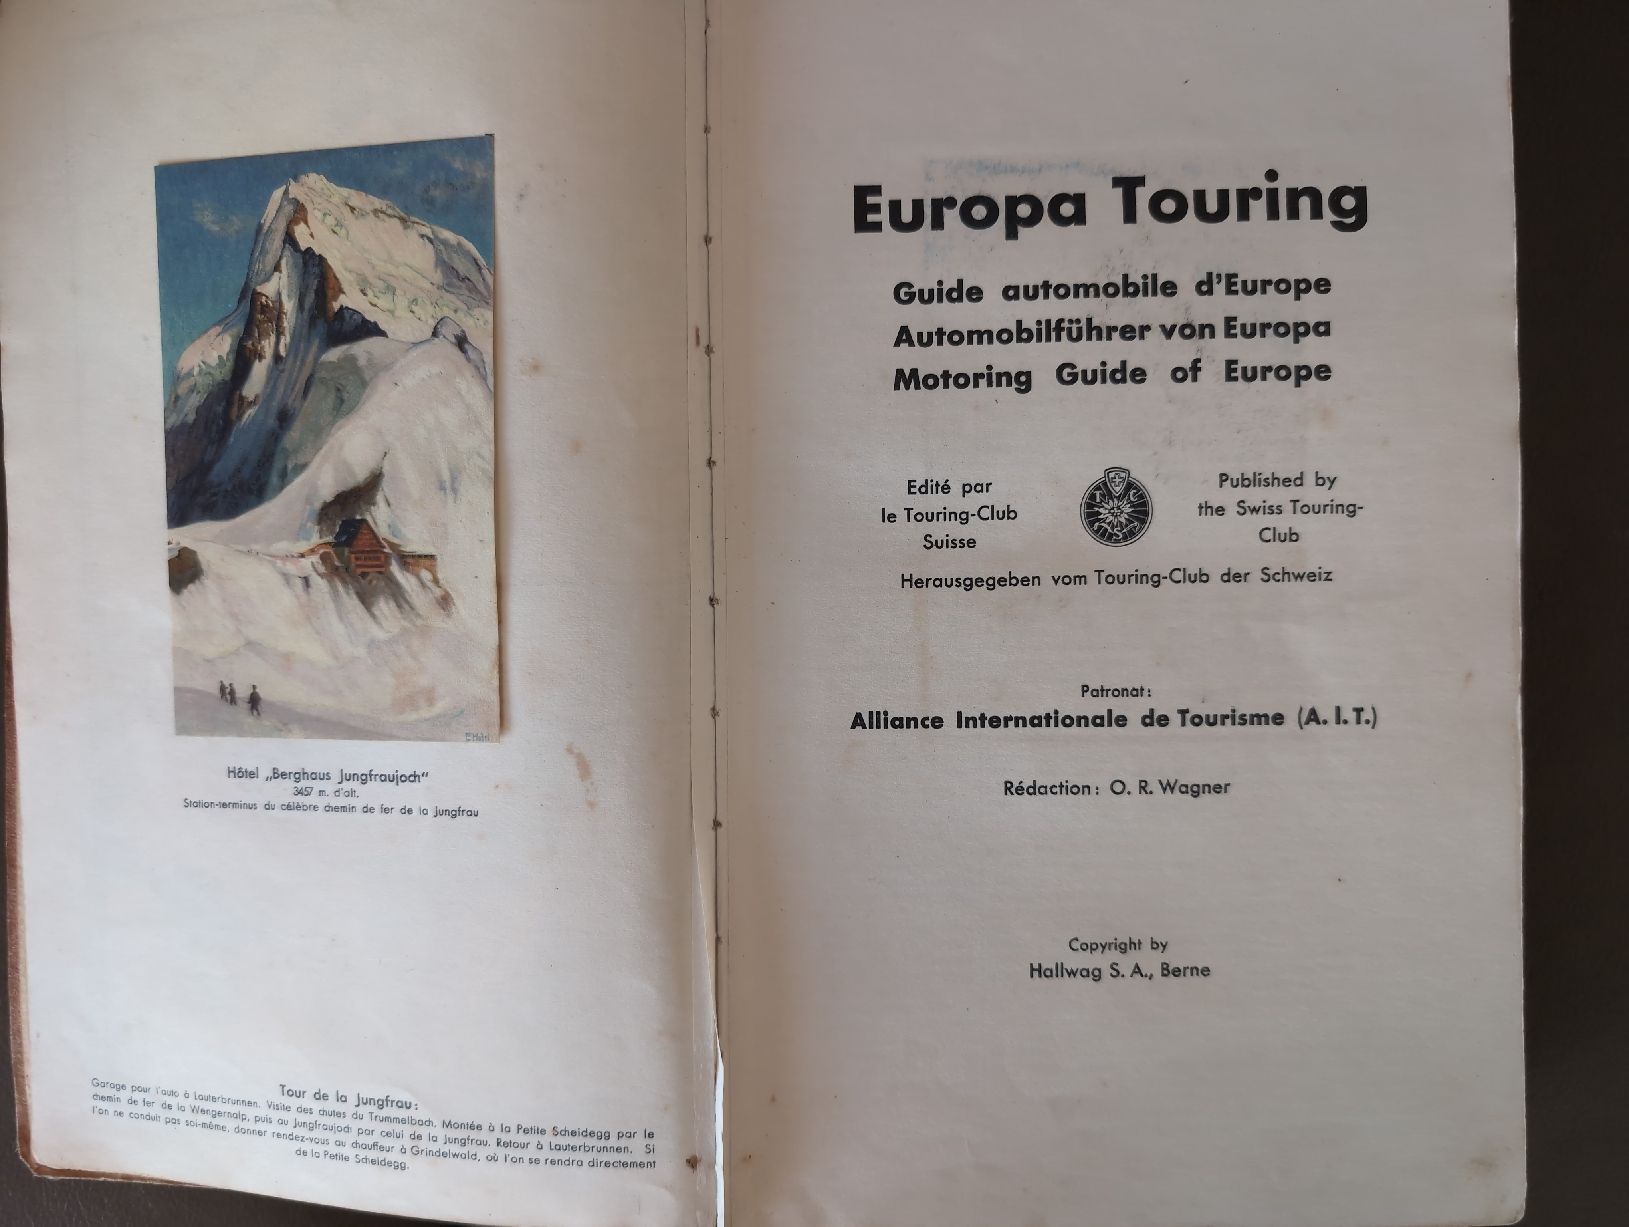 Hôtel „Berghaus Jungfraujoch“
3457 m. d'alt.
Station-terminus du célèbre chemin de fer de la Jungfrau
Tour de la Jungfrau:
Garage pour l'auto à Lauterbrunnen. Visite des chutes du Trummelbach. Montée à la Petite Scheidegg par le
chemin de fer de la Wengernalp, puis au Jungfraujoch par celui de la Jungfrau. Retour à Lauterbrunnen. Si
l'on ne conduit pas soi-même, donner rendez-vous au chauffeur à Grindelwald, où l'on se rendra directement
de la Petite Scheidegg.
Europa Touring
Guide automobile d'Europe
Automobilführer von Europa
Motoring Guide of Europe
Edité par
le Touring-Club
Suisse
T C
S
Published by
the Swiss Touring-
Club
Herausgegeben vom Touring-Club der Schweiz
Patronat:
Alliance Internationale de Tourisme (A. I. T.)
Rédaction: O. R. Wagner
Copyright by
Hallwag S. A., Berne